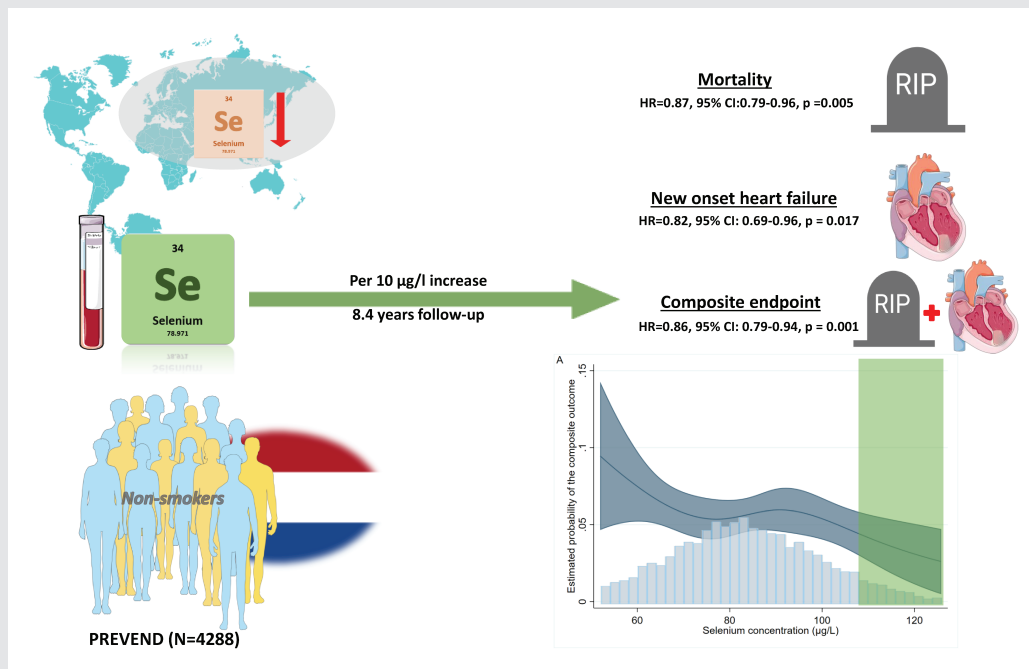 34
Se
Selenium
78.971
Mortality
HR=0.87, 95% CI:0.79-0.96, p =0.005
RIP
New onset heart failure
HR=0.82, 95% CI: 0.69-0.96, p = 0.017
34
Se
Selenium
78.971
Per 10 µg/l increase
8.4 years follow-up
Composite endpoint
HR=0.86, 95% CI: 0.79-0.94, p = 0.001
RIP
Non-smokers
PREVEND (N=4288)
A
Estimated probability of the composite outcome
.15
.1
.05
0
60 80 100 120
Selenium concentration (µg/L)